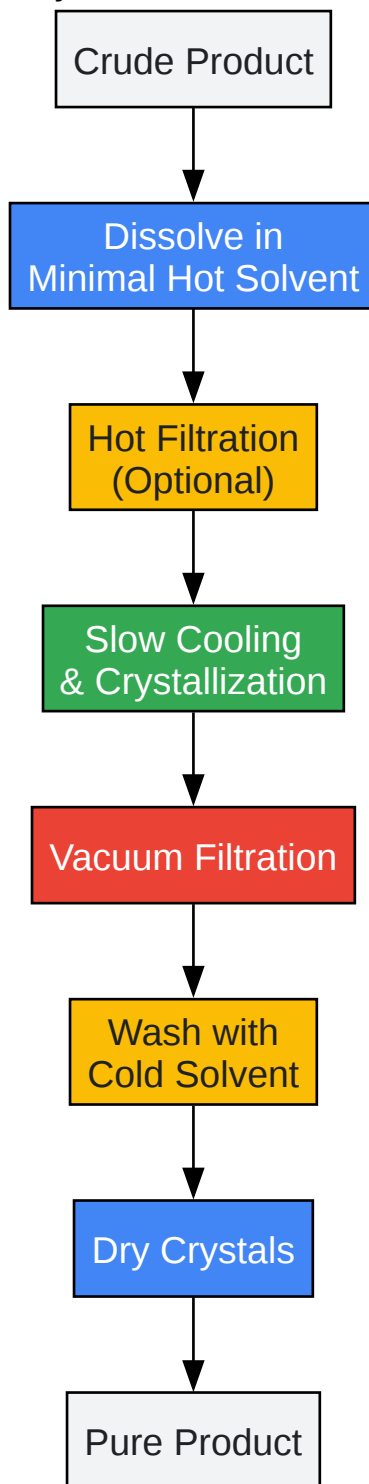 Crude Product
Dissolve in
Minimal Hot Solvent
Hot Filtration
(Optional)
Slow Cooling
& Crystallization
Vacuum Filtration
Wash with
Cold Solvent
Dry Crystals
Pure Product